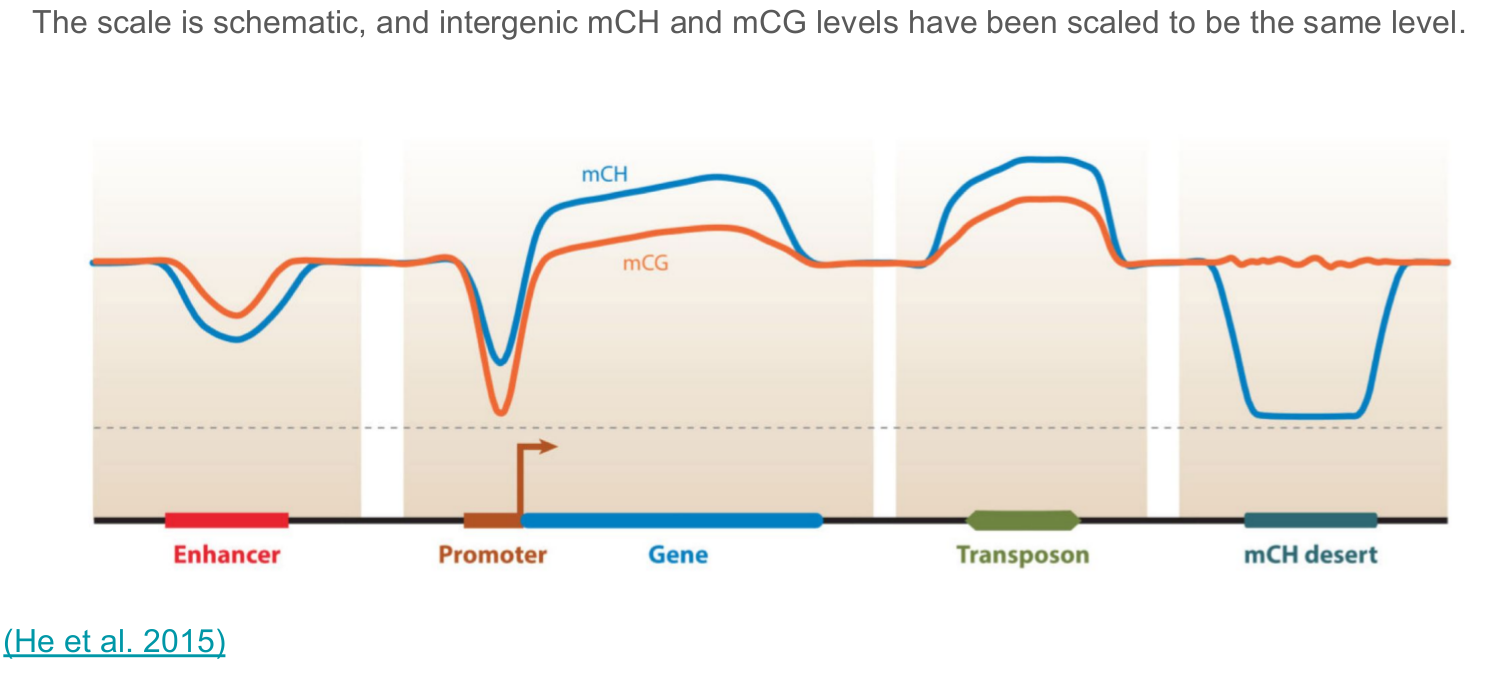 The scale is schematic, and intergenic mCH and mCG levels have been scaled to be the same level.
mCH
mCG
Enhancer Promoter Gene Transposon mCH desert
(He et al. 2015)